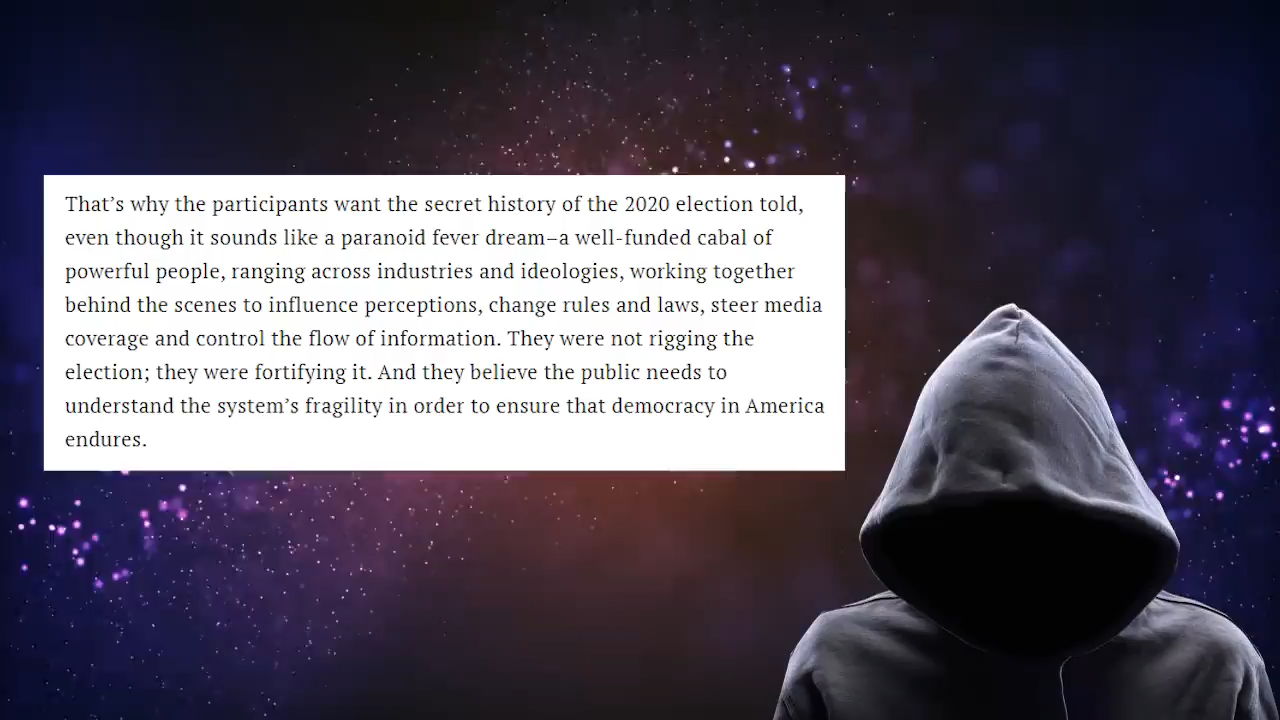 That’s why the participants want the secret history of the 2020 election told,
even though it sounds like a paranoid fever dream–a well-funded cabal of
powerful people, ranging across industries and ideologies, working together
behind the scenes to influence perceptions, change rules and laws, steer media
coverage and control the flow of information. They were not rigging the
election; they were fortifying it. And they believe the public needs to
understand the system’s fragility in order to ensure that democracy in America
endures.